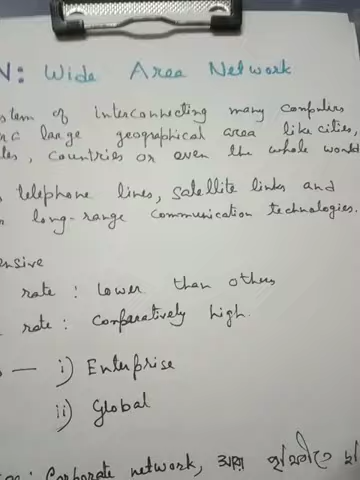 N: Wide Area Network
stem of interconnecting many computers
large geographical area like cities,
, countries or even the whole world
telephone lines, satellite links and
long-range communication technologies.
ensive
rate : Lower than others
rate : Comparatively high.
— i) Enterprise
ii) Global
: Corporate network,